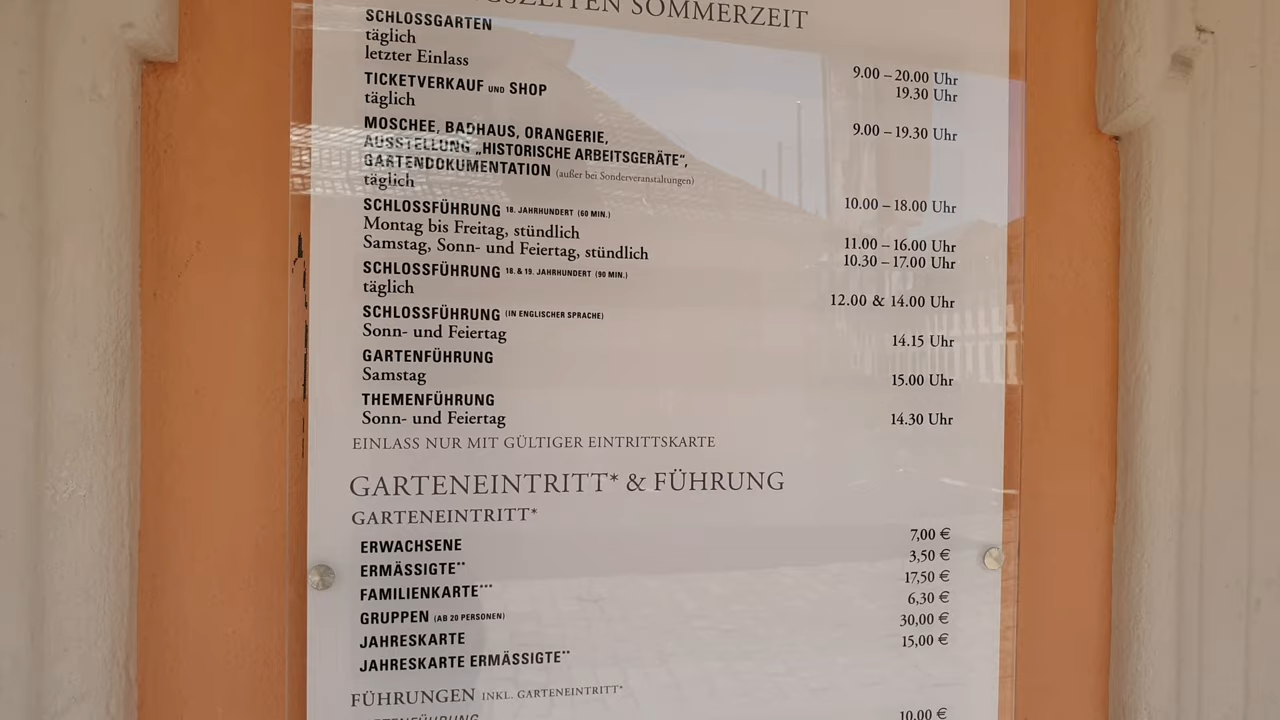 SZEITEN SOMMERZEIT
SCHLOSSGARTEN
täglich 9.00 – 20.00 Uhr
letzter Einlass 19.30 Uhr
TICKETVERKAUF UND SHOP
täglich 9.00 – 19.30 Uhr
MOSCHEE, BADHAUS, ORANGERIE,
AUSSTELLUNG „HISTORISCHE ARBEITSGERÄTE“,
GARTENDOKUMENTATION (außer bei Sonderveranstaltungen)
täglich 10.00 – 18.00 Uhr
SCHLOSSFÜHRUNG 18. JAHRHUNDERT (60 MIN.)
Montag bis Freitag, stündlich 11.00 – 16.00 Uhr
Samstag, Sonn- und Feiertag, stündlich 10.30 – 17.00 Uhr
SCHLOSSFÜHRUNG 18. & 19. JAHRHUNDERT (90 MIN.)
täglich 12.00 & 14.00 Uhr
SCHLOSSFÜHRUNG (IN ENGLISCHER SPRACHE)
Sonn- und Feiertag 14.15 Uhr
GARTENFÜHRUNG
Samstag 15.00 Uhr
THEMENFÜHRUNG
Sonn- und Feiertag 14.30 Uhr
EINLASS NUR MIT GÜLTIGER EINTRITTSKARTE
GARTENEINTRITT* & FÜHRUNG
GARTENEINTRITT*
ERWACHSENE 7,00 €
ERMÄSSIGTE** 3,50 €
FAMILIENKARTE*** 17,50 €
GRUPPEN (AB 20 PERSONEN) 6,30 €
JAHRESKARTE 30,00 €
JAHRESKARTE ERMÄSSIGTE** 15,00 €
FÜHRUNGEN INKL. GARTENEINTRITT*
GARTENFÜHRUNG 10,00 €